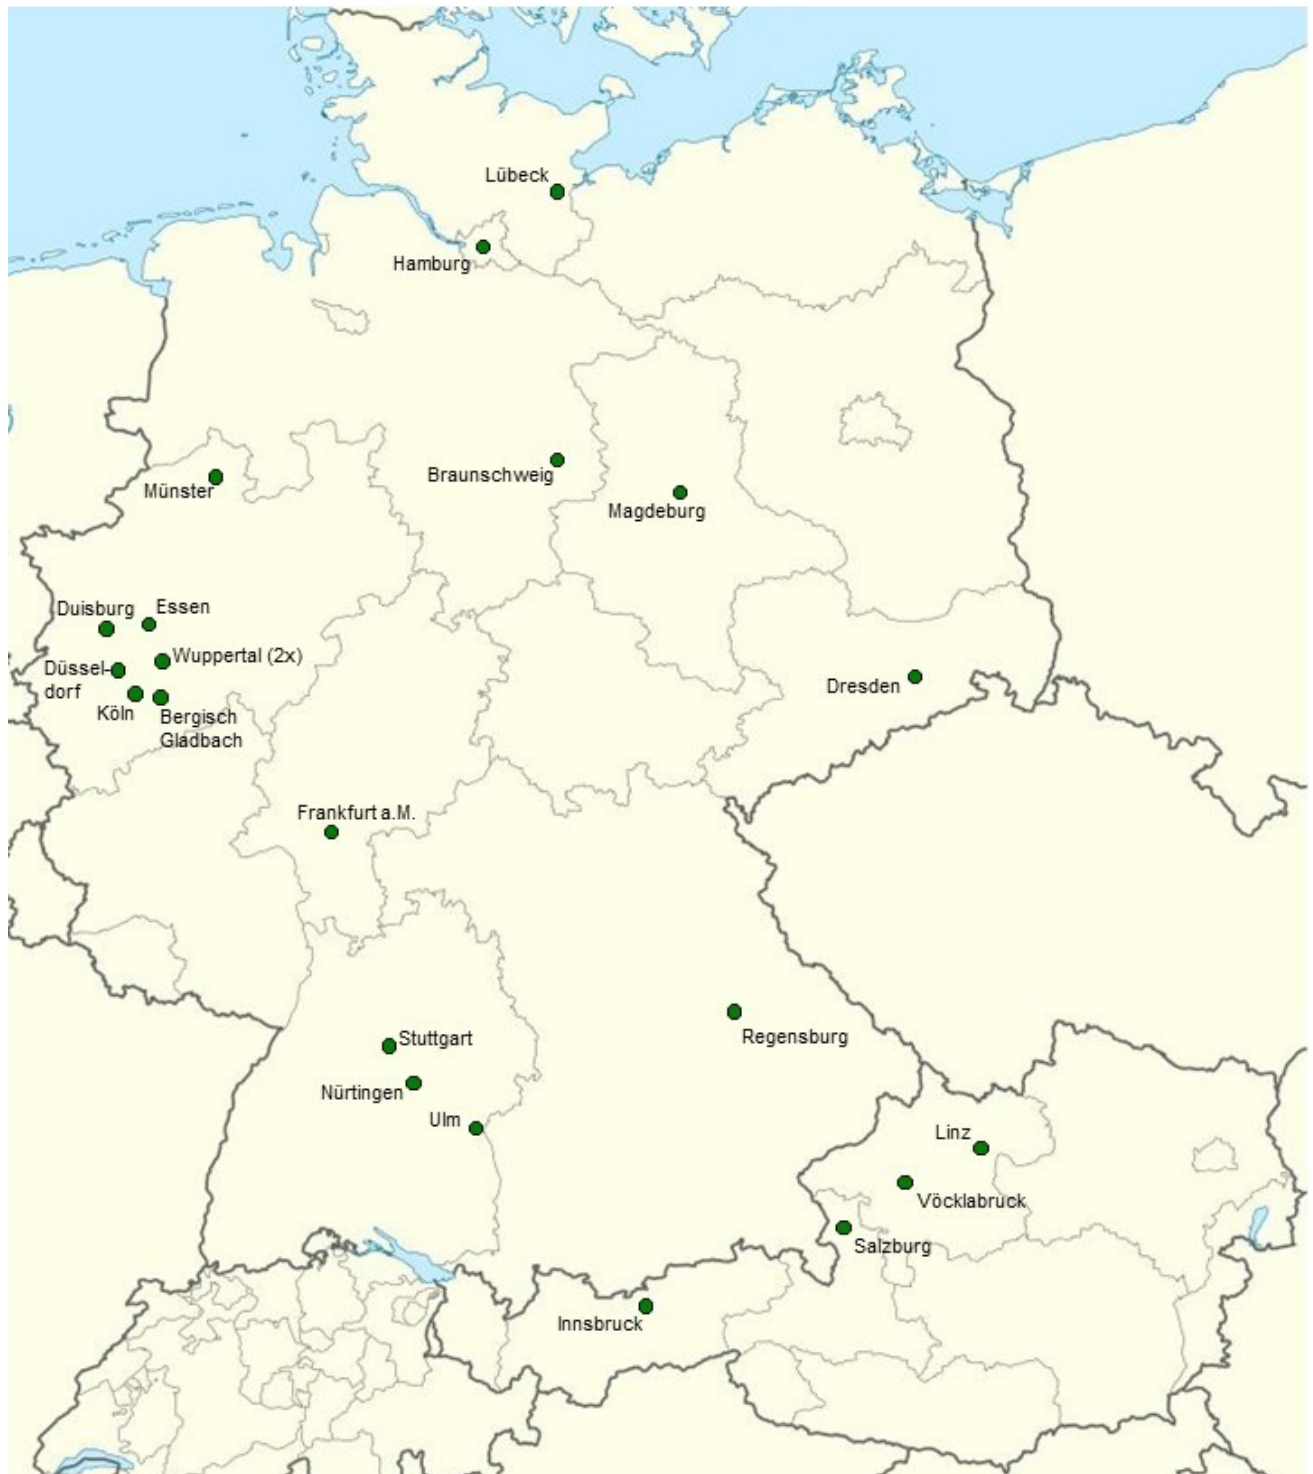 Lübeck
Hamburg
Braunschweig
Münster
Magdeburg
Duisburg
Essen
Wuppertal (2x)
Düssel-
dorf
Köln
Bergisch
Gladbach
Dresden
Frankfurt a.M.
Regensburg
Stuttgart
Nürtingen
Ulm
Linz
Vöcklabruck
Salzburg
Innsbruck